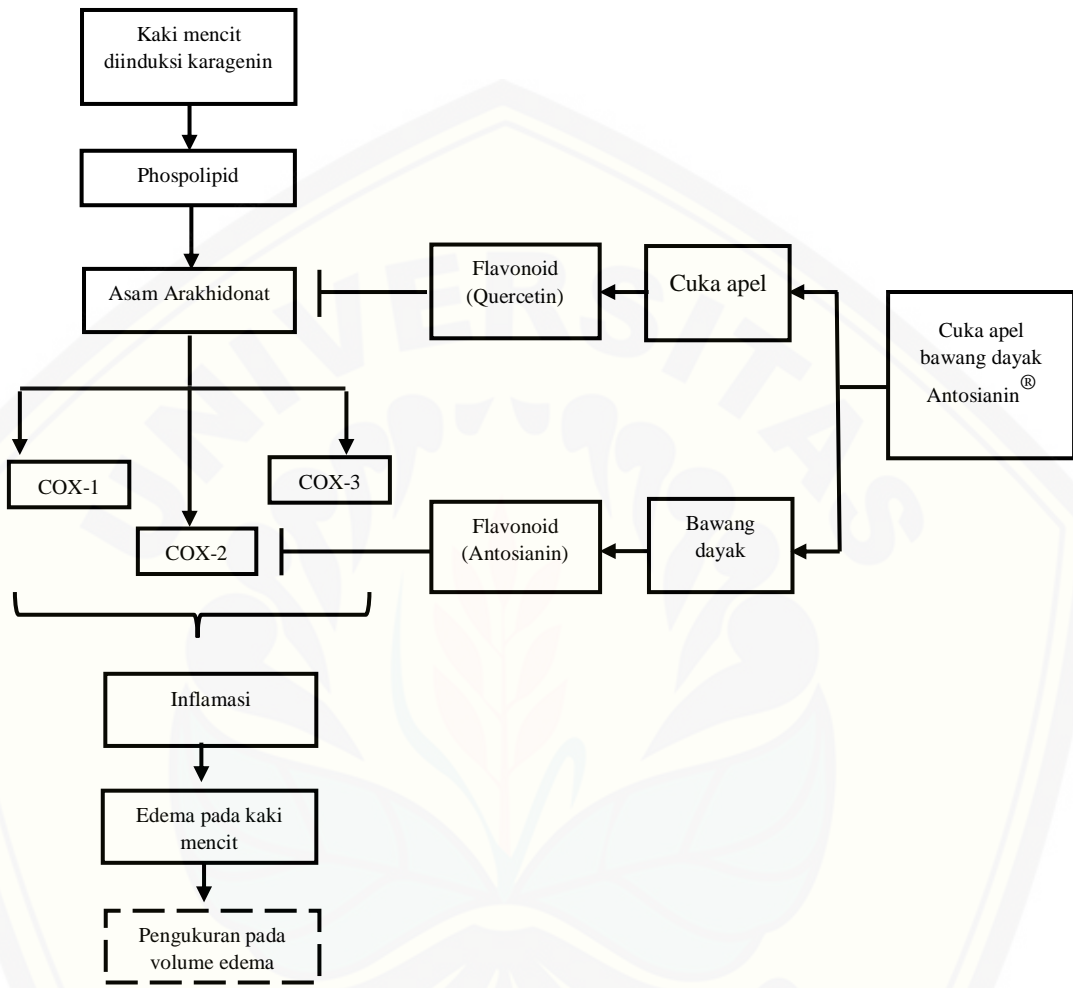 Kaki mencit
diinduksi karagenin
Phospolipid
Asam Arakhidonat
Flavonoid
(Quercetin)
Cuka apel
Cuka apel
bawang dayak
Antosianin®
COX-1
COX-3
COX-2
Flavonoid
(Antosianin)
Bawang
dayak
Inflamasi
Edema pada kaki
mencit
Pengukuran pada
volume edema
UNIVERSITAS